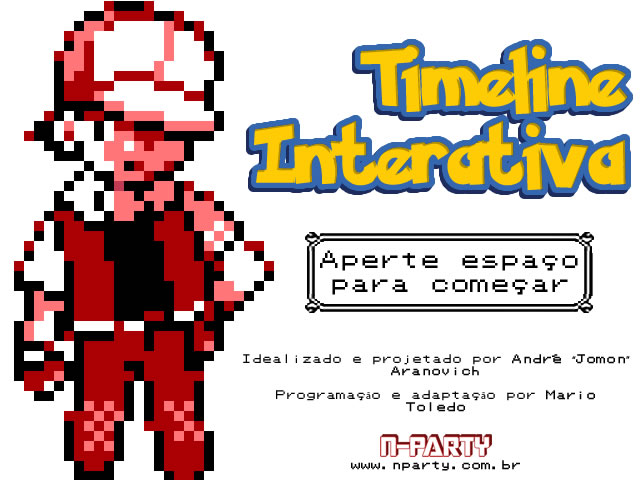 Timeline
Interativa
Aperte espaço
para começar
Idealizado e projetado por André "Jomon"
Aranovich
Programação e adaptação por Mario
Toledo
N-PARTY
www.nparty.com.br